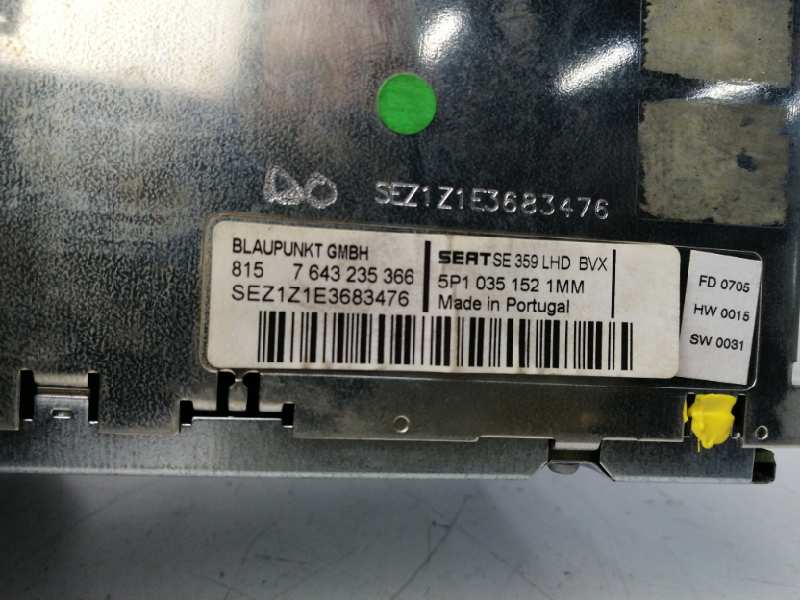 DO
SEZ1Z1E3683476
BLAUPUNKT GMBH
815 7 643 235 366
SEZ1Z1E3683476
SEAT SE 359 LHD BVX
5P1 035 152 1MM
Made in Portugal
FD 0705
HW 0015
SW 0031